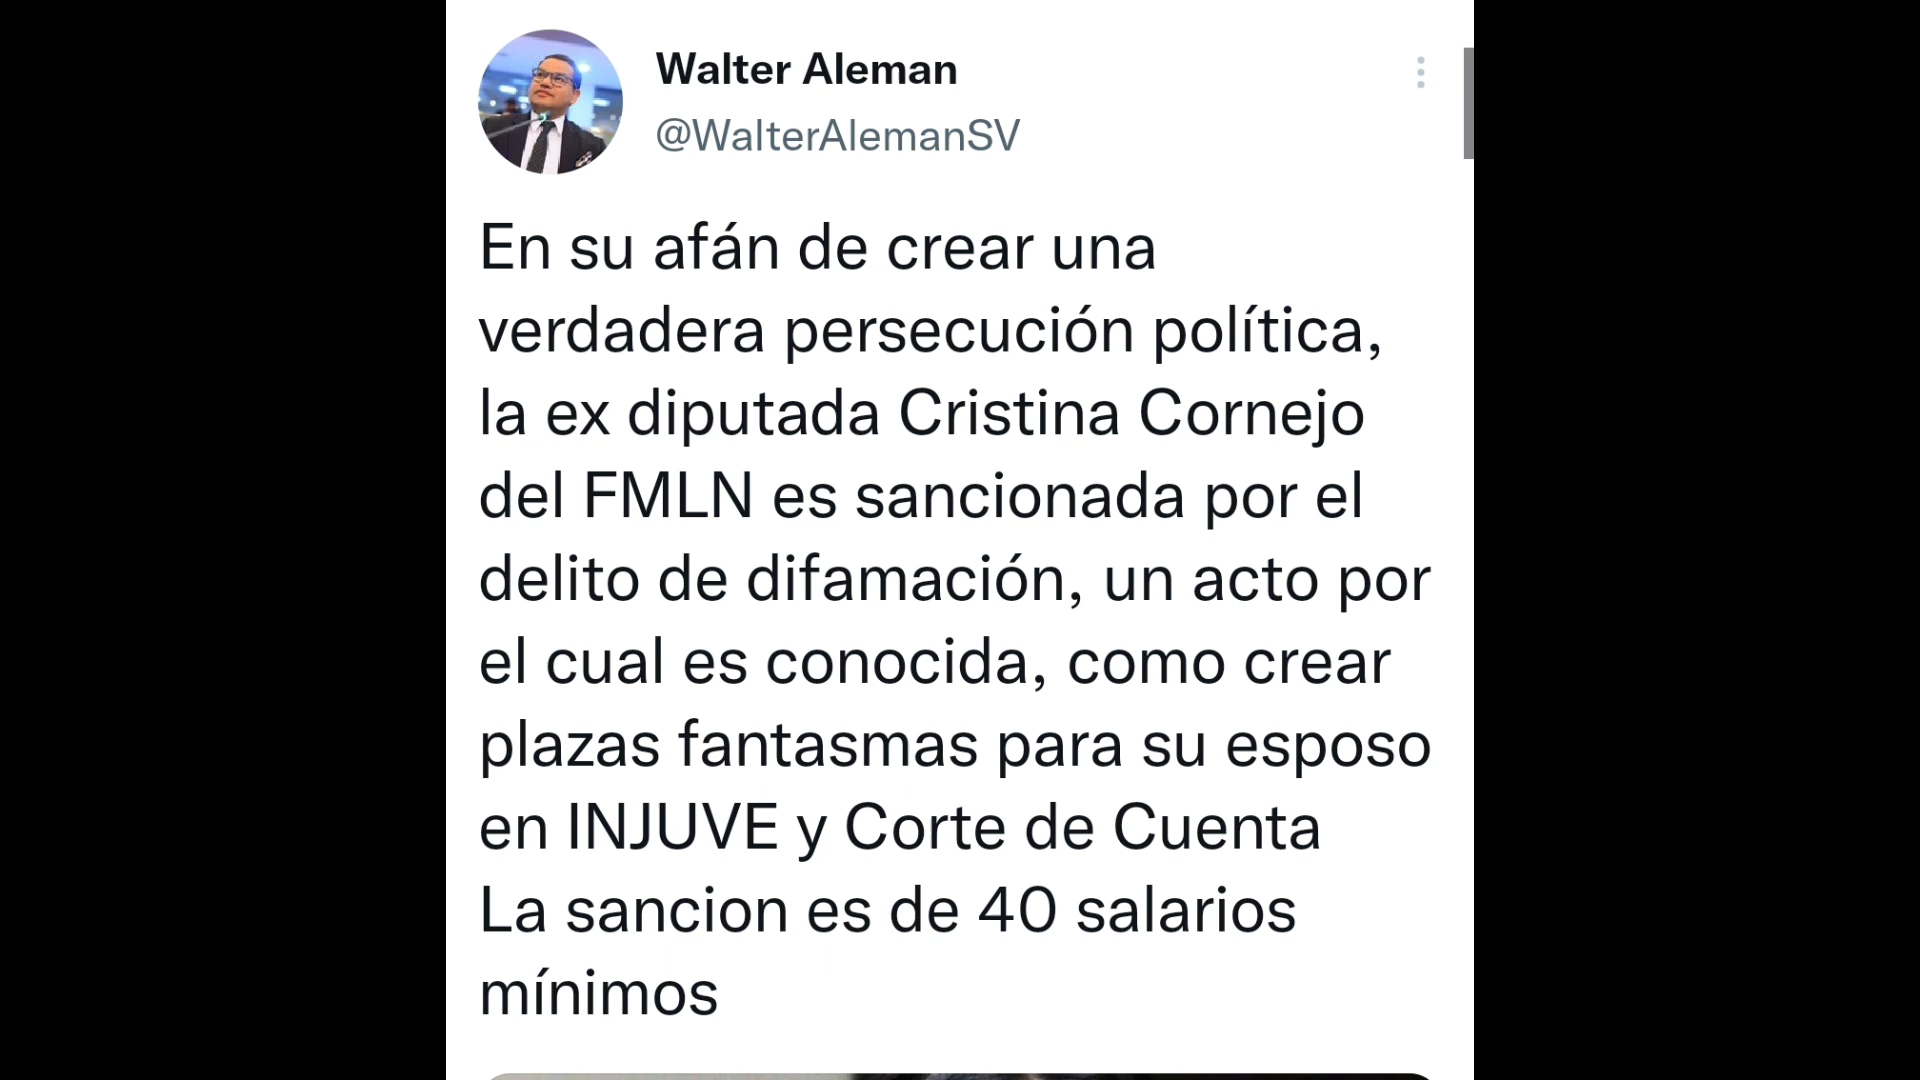 Walter Aleman
@WalterAlemanSV
En su afán de crear una
verdadera persecución política,
la ex diputada Cristina Cornejo
del FMLN es sancionada por el
delito de difamación, un acto por
el cual es conocida, como crear
plazas fantasmas para su esposo
en INJUVE y Corte de Cuenta
La sancion es de 40 salarios
mínimos